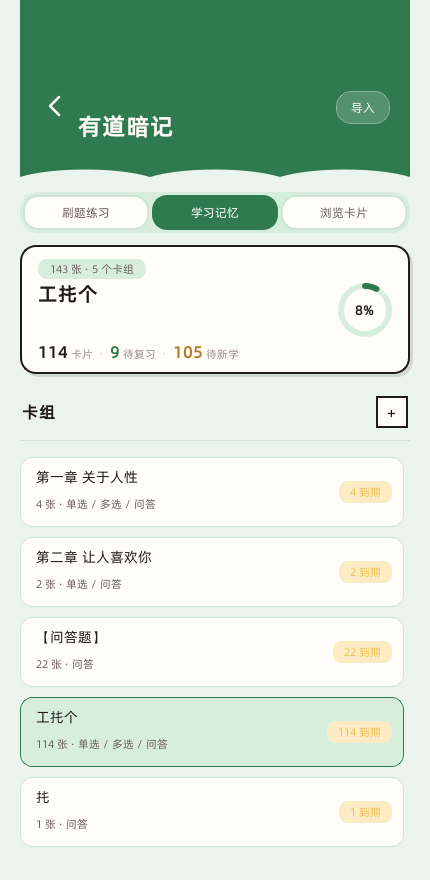 有道暗记
导入
刷题练习
学习记忆
浏览卡片
143 张 · 5 个卡组
工扥个
8%
114 卡片 · 9 待复习 · 105 待新学
卡组
+
第一章 关于人性
4 张 · 单选 / 多选 / 问答
4 到期
第二章 让人喜欢你
2 张 · 单选 / 问答
2 到期
【问答题】
22 张 · 问答
22 到期
工扥个
114 张 · 单选 / 多选 / 问答
114 到期
扥
1 张 · 问答
1 到期